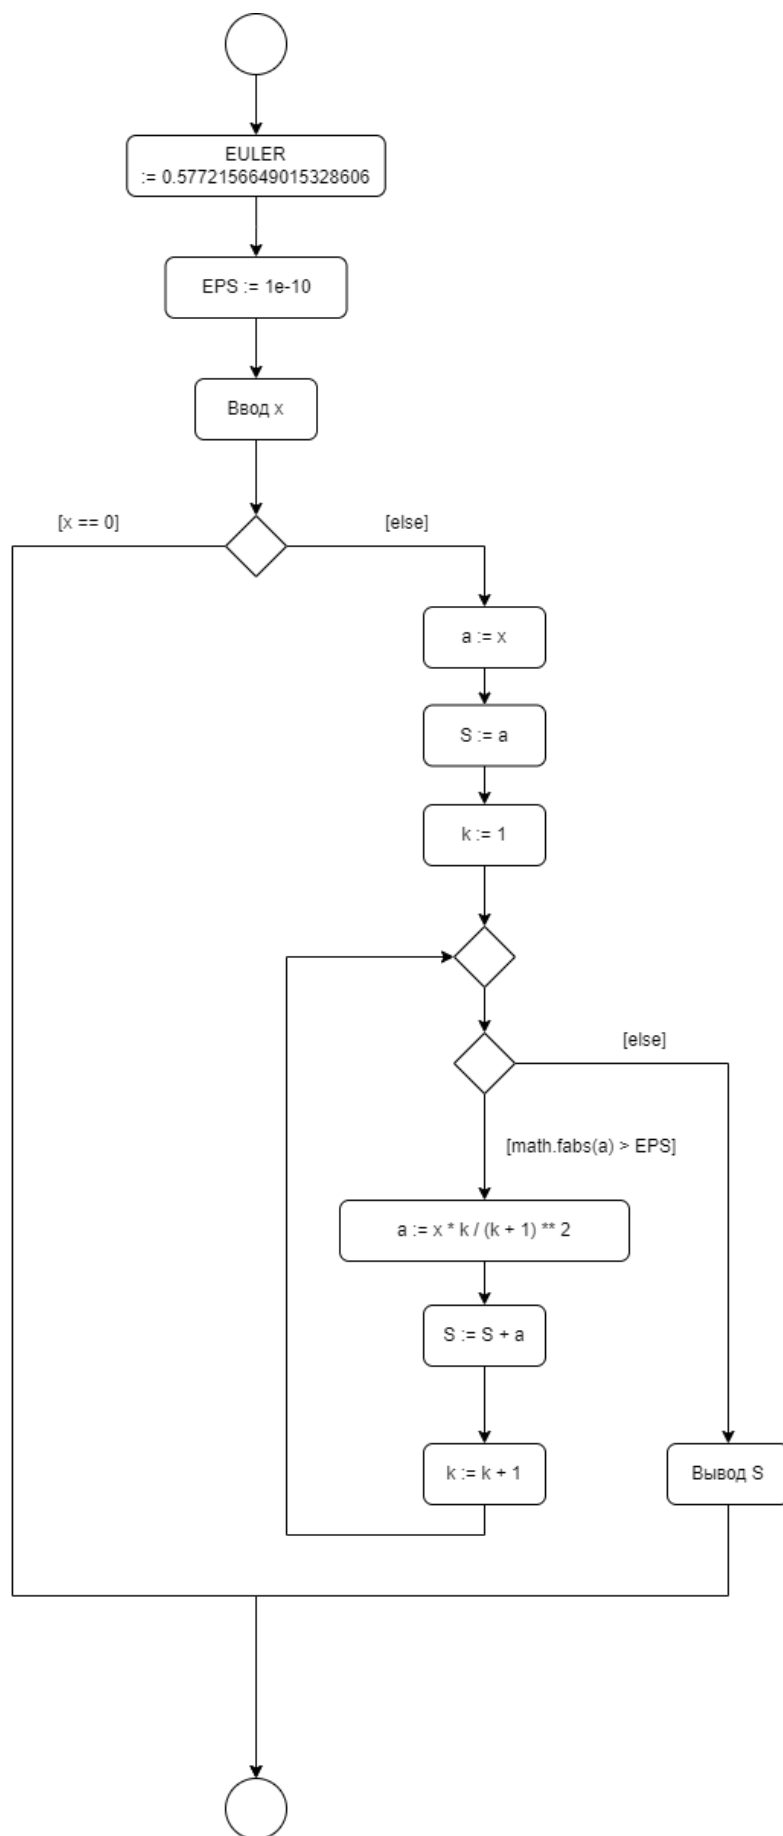 EULER
:= 0.5772156649015328606
EPS := 1e-10
Ввод x
[x == 0]
[else]
a := x
S := a
k := 1
[else]
[math.fabs(a) > EPS]
a := x * k / (k + 1) ** 2
S := S + a
k := k + 1
Вывод S